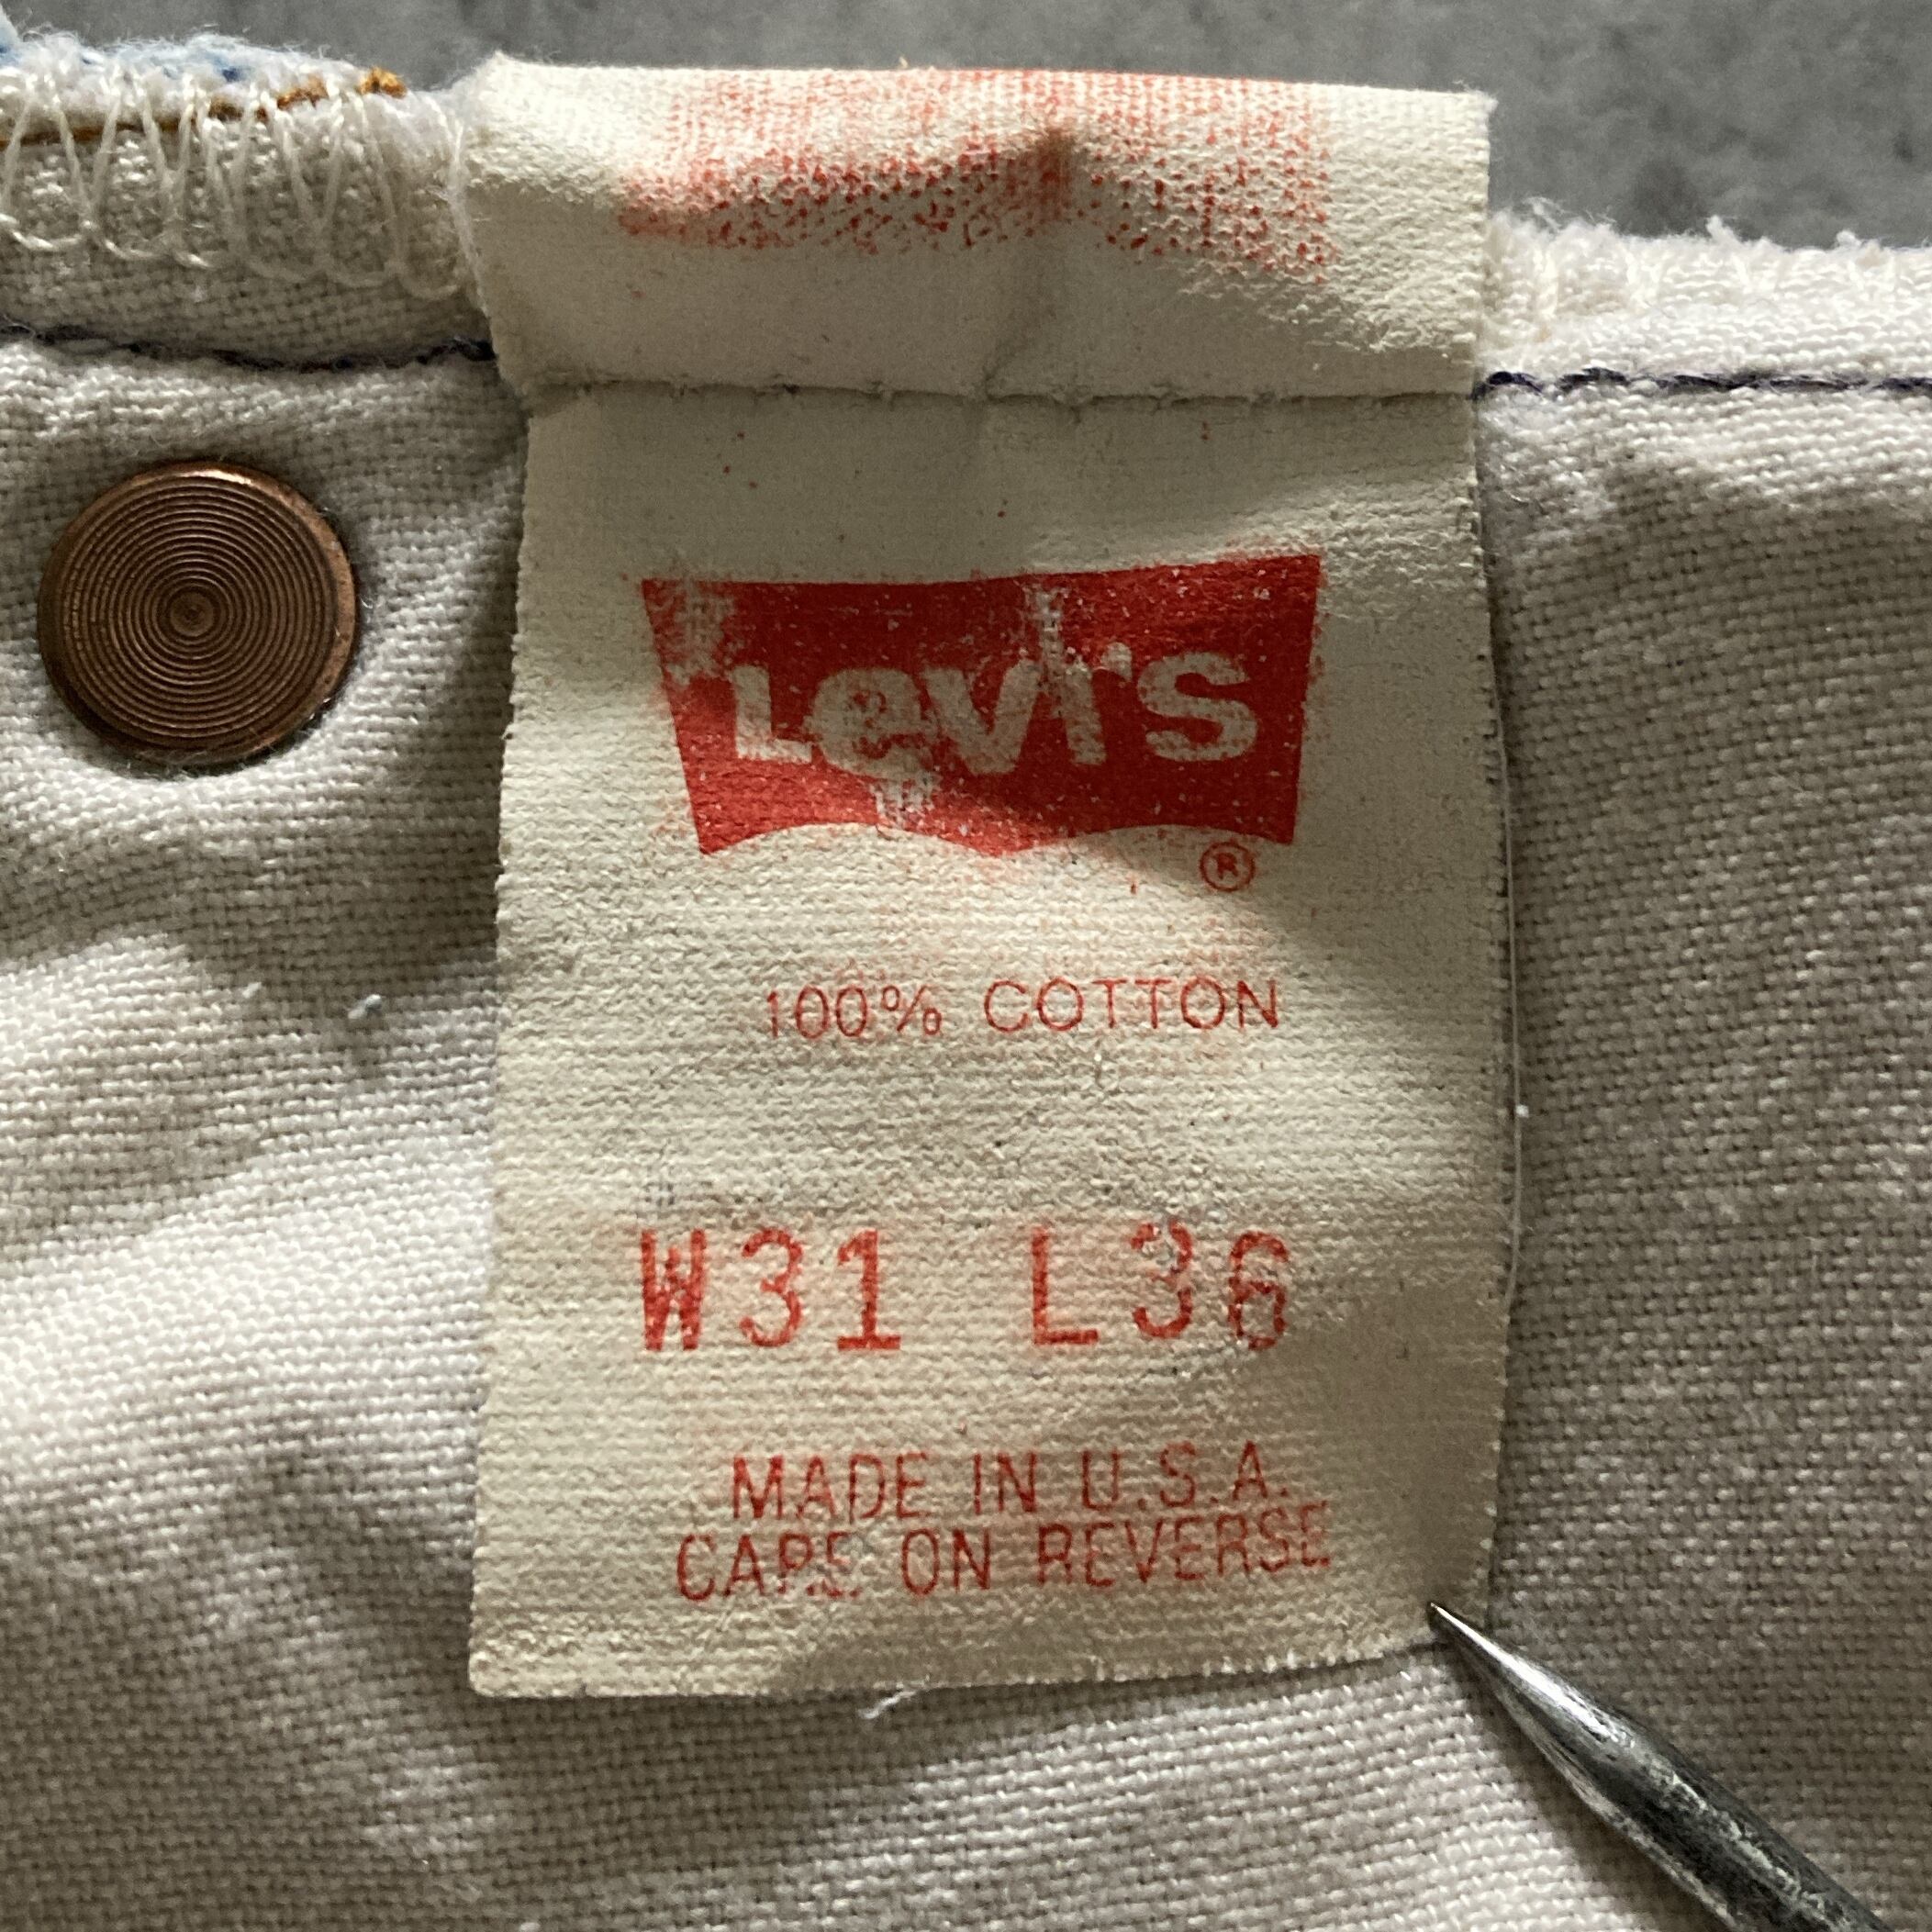 Levi's
®
100% COTTON
W31 L36
MADE IN U.S.A.
CARE ON REVERSE